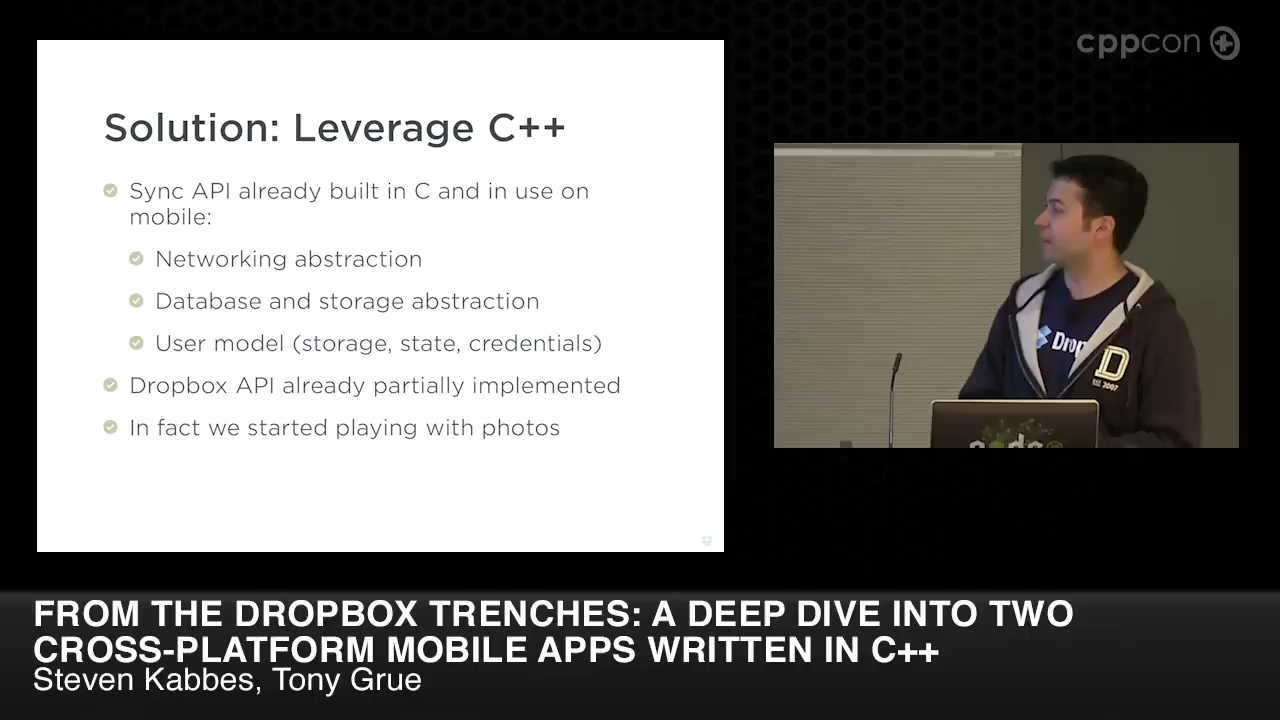 cppcon
Solution: Leverage C++
Sync API already built in C and in use on
mobile:
Networking abstraction
Database and storage abstraction
User model (storage, state, credentials)
Dropbox API already partially implemented
In fact we started playing with photos
D
2007
FROM THE DROPBOX TRENCHES: A DEEP DIVE INTO TWO
CROSS-PLATFORM MOBILE APPS WRITTEN IN C++
Steven Kabbes, Tony Grue